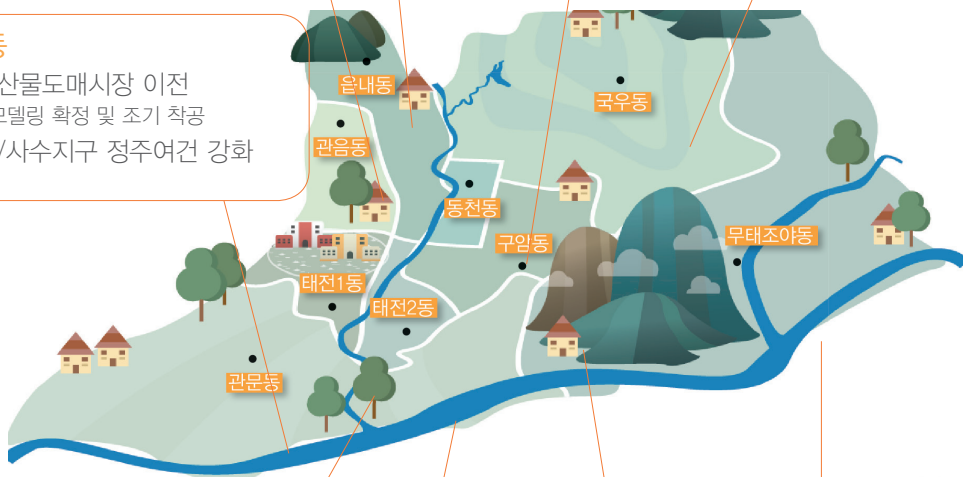 동
산물도매시장 이전
모델링 확정 및 조기 착공
/사수지구 정주여건 강화
읍내동
국우동
관음동
동천동
구암동
무태조야동
태전1동
태전2동
관문동